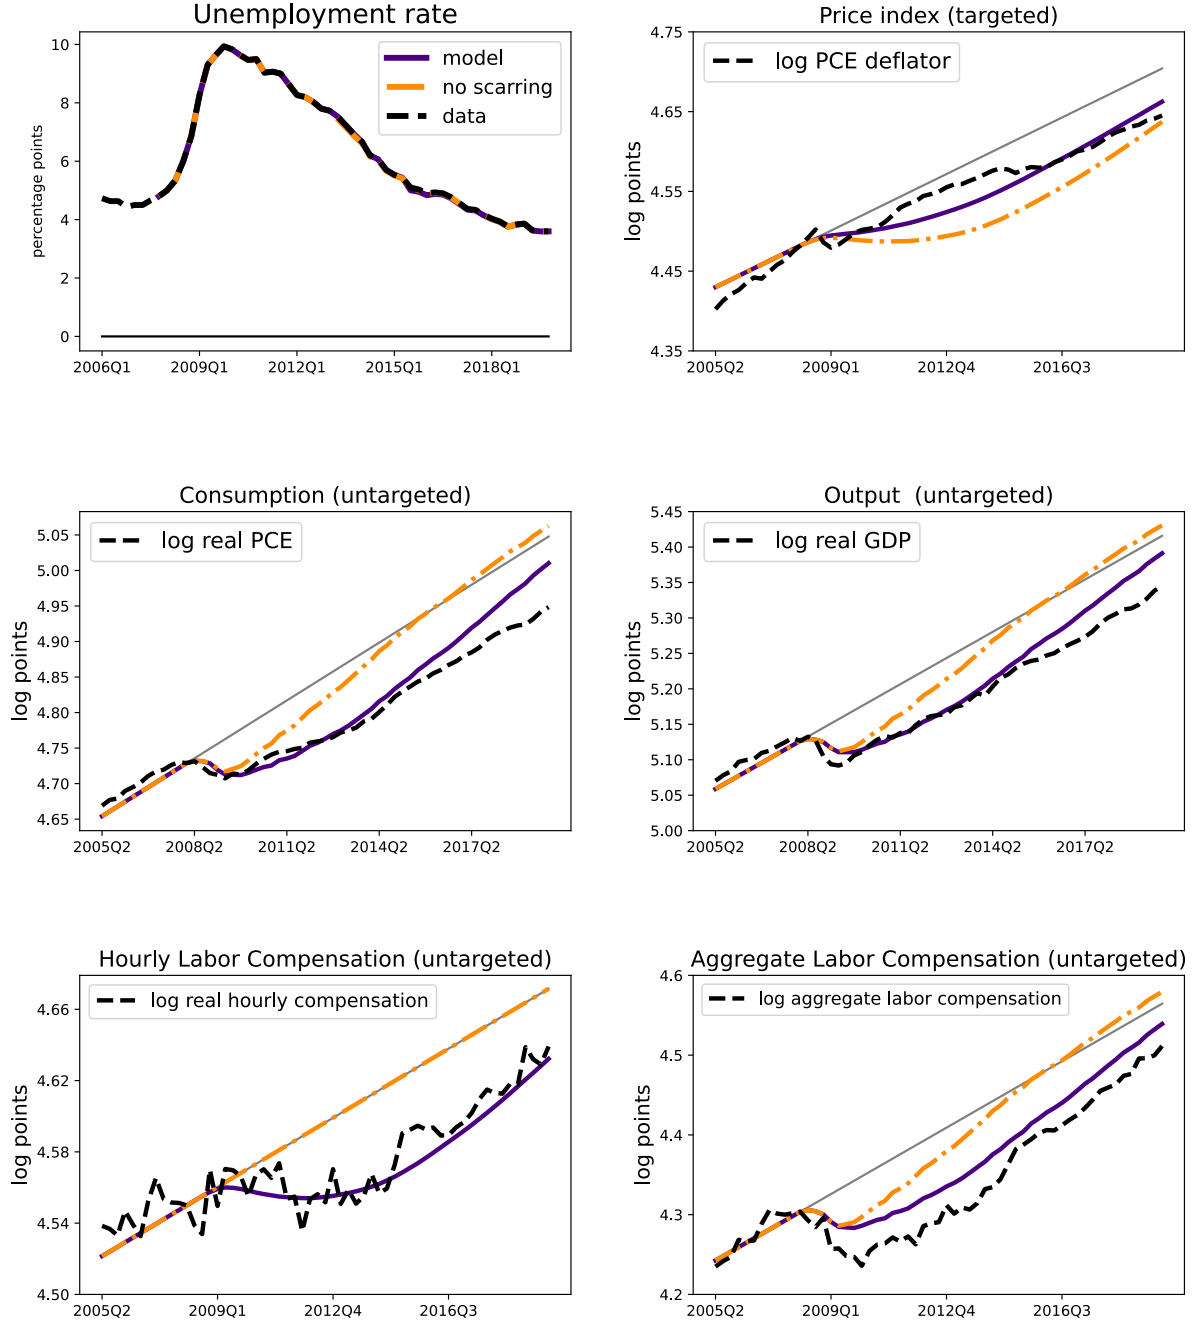 Unemployment rate
percentage points
10
8
6
4
2
0
model
no scarring
data
2006Q1 2009Q1 2012Q1 2015Q1 2018Q1
Price index (targeted)
log points
4.75
4.65
4.55
4.45
4.35
log PCE deflator
2005Q2 2009Q1 2012Q4 2016Q3
Consumption (untargeted)
log points
5.05
5.00
4.95
4.90
4.85
4.80
4.75
4.70
4.65
log real PCE
2005Q2 2008Q2 2011Q2 2014Q2 2017Q2
Output (untargeted)
log points
5.45
5.40
5.35
5.30
5.25
5.20
5.15
5.10
5.05
5.00
log real GDP
2005Q2 2008Q2 2011Q2 2014Q2 2017Q2
Hourly Labor Compensation (untargeted)
log points
4.66
4.62
4.58
4.54
4.50
log real hourly compensation
2005Q2 2009Q1 2012Q4 2016Q3
Aggregate Labor Compensation (untargeted)
log points
4.6
4.5
4.4
4.3
4.2
log aggregate labor compensation
2005Q2 2009Q1 2012Q4 2016Q3